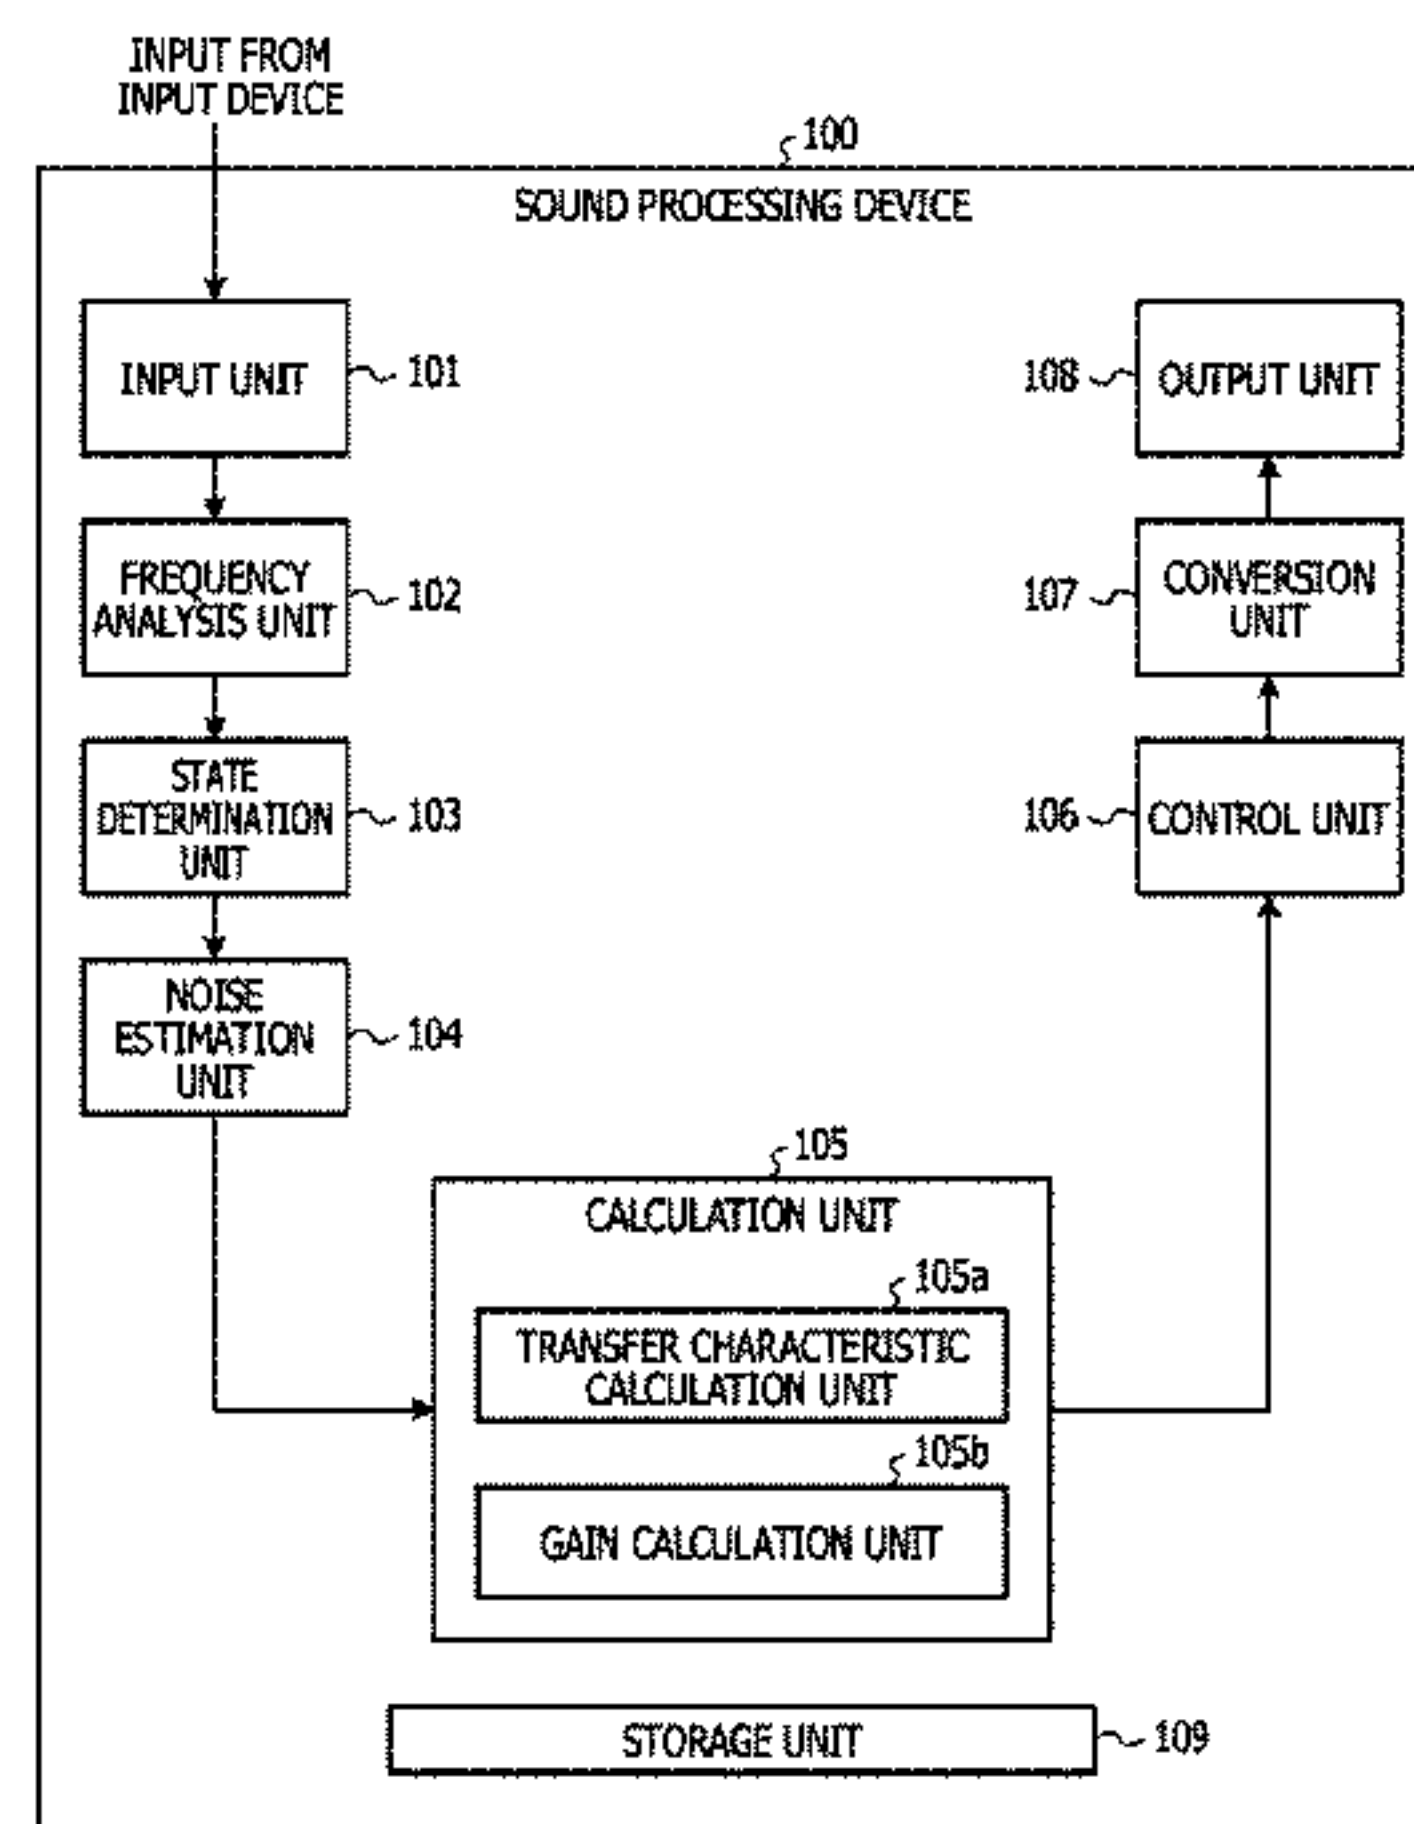 INPUT FROM
INPUT DEVICE
100
SOUND PROCESSING DEVICE
INPUT UNIT
101
108
OUTPUT UNIT
FREQUENCY
ANALYSIS UNIT
102
107
CONVERSION
UNIT
STATE
DETERMINATION
UNIT
103
106
CONTROL UNIT
NOISE
ESTIMATION
UNIT
104
105
CALCULATION UNIT
105a
TRANSFER CHARACTERISTIC
CALCULATION UNIT
105b
GAIN CALCULATION UNIT
STORAGE UNIT
109